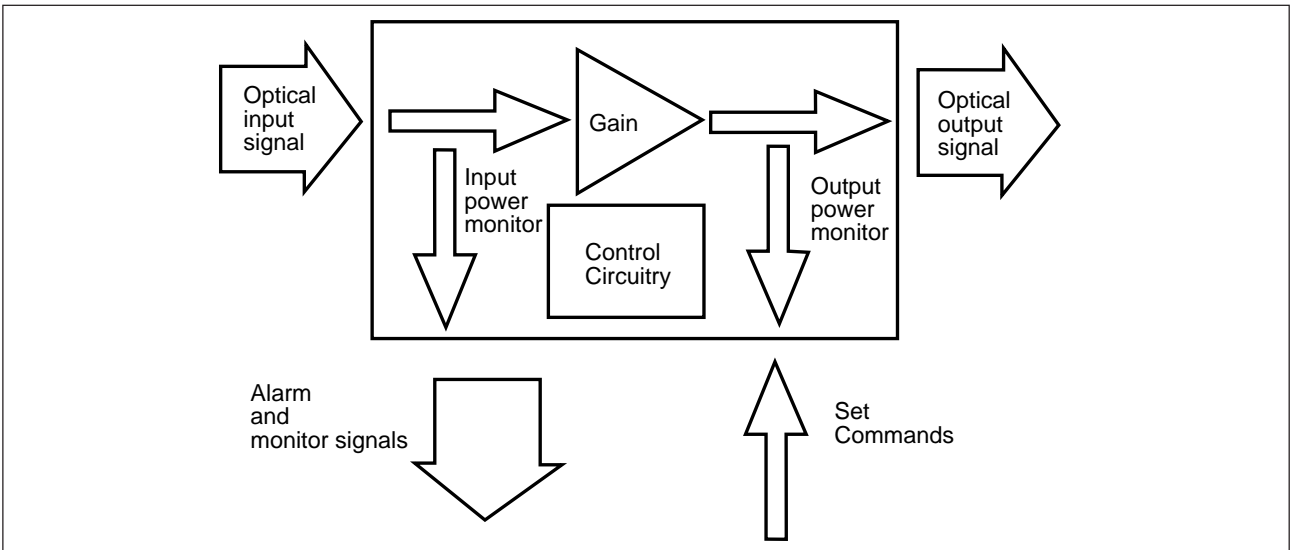 Optical
input
signal
Gain
Optical
output
signal
Input
power
monitor
Output
power
monitor
Control
Circuitry
Alarm
and
monitor signals
Set
Commands